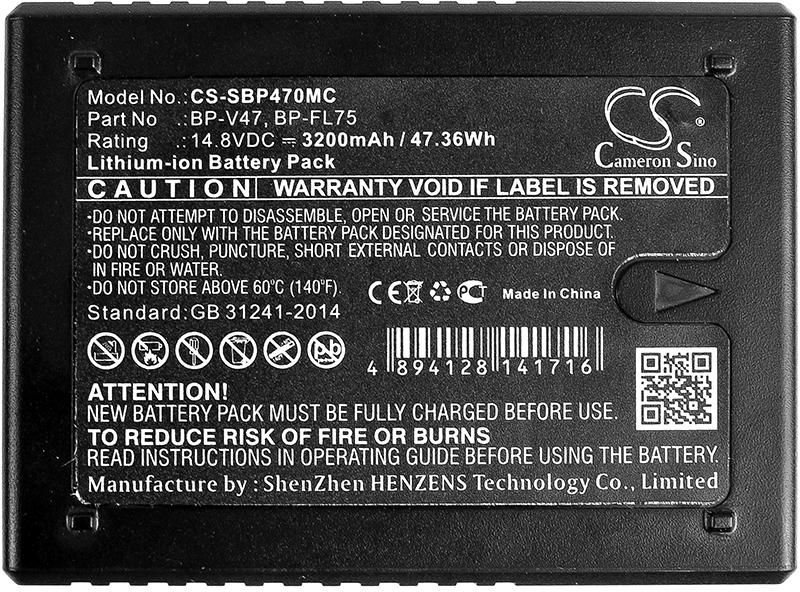 Model No.:CS-SBP470MC
Part No .:BP-V47, BP-FL75
Rating .:14.8VDC ⎓ 3200mAh / 47.36Wh
Lithium-ion Battery Pack
CS
®
Cameron Sino
CAUTION WARRANTY VOID IF LABEL IS REMOVED
•DO NOT ATTEMPT TO DISASSEMBLE, OPEN OR SERVICE THE BATTERY PACK.
•REPLACE ONLY WITH THE BATTERY PACK DESIGNATED FOR THIS PRODUCT.
•DO NOT CRUSH, PUNCTURE, SHORT EXTERNAL CONTACTS OR DISPOSE OF
IN FIRE OR WATER.
•DO NOT STORE ABOVE 60°C (140°F).
CE PCT Made In China
Standard:GB 31241-2014
Pb
4 894128 141716
ATTENTION!
NEW BATTERY PACK MUST BE FULLY CHARGED BEFORE USE.
TO REDUCE RISK OF FIRE OR BURNS
READ INSTRUCTIONS IN OPERATING GUIDE BEFORE USING THE BATTERY.
Manufacture by : ShenZhen HENZENS Technology Co., Limited